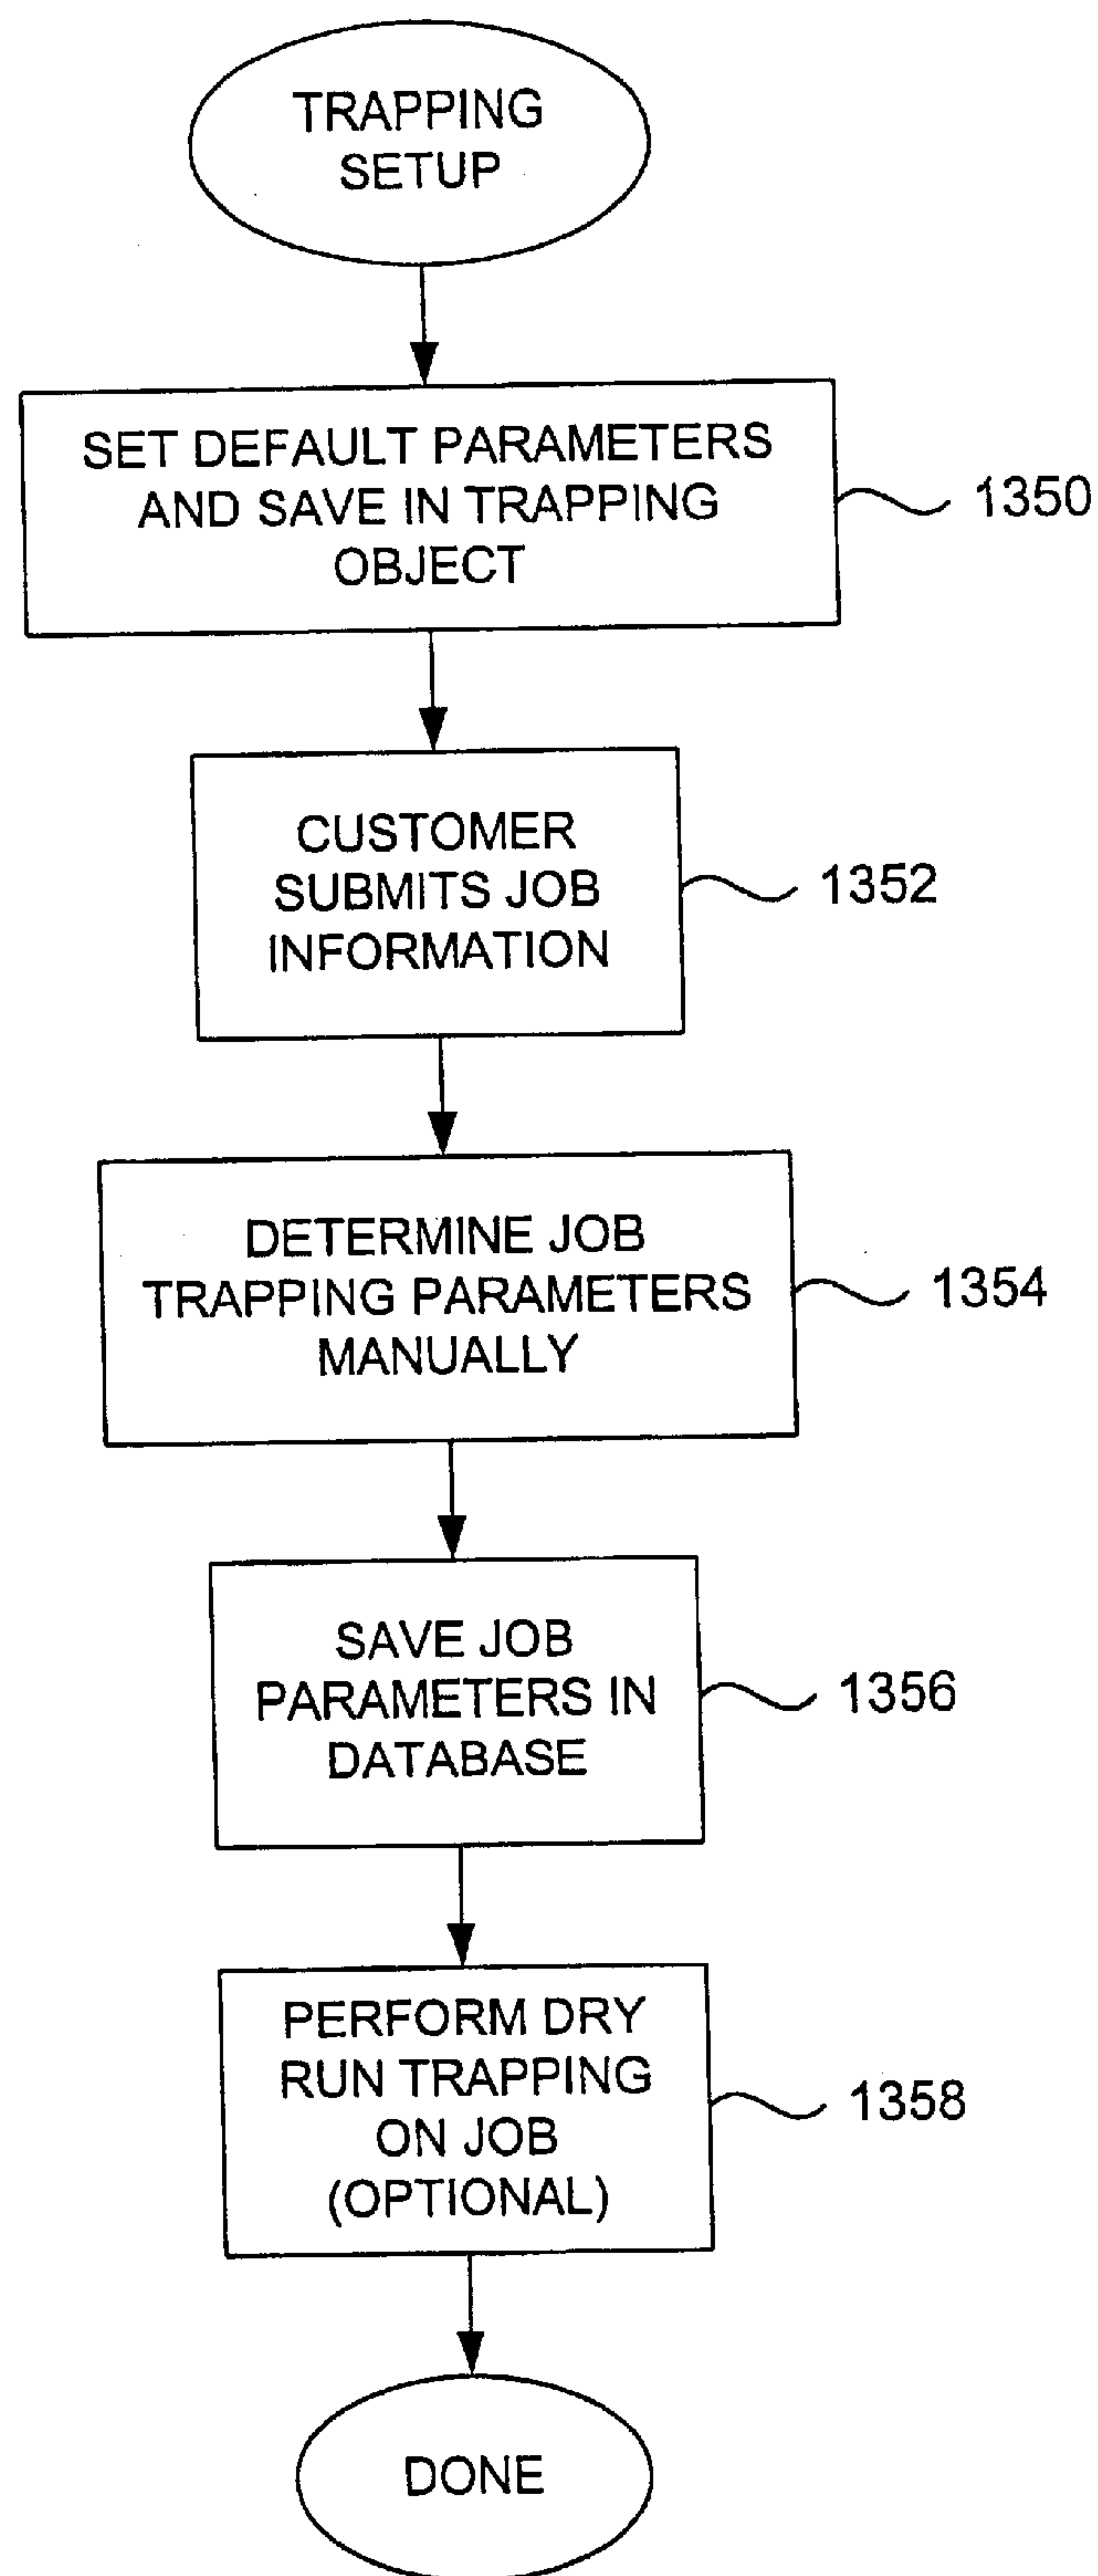 TRAPPING
SETUP
SET DEFAULT PARAMETERS
AND SAVE IN TRAPPING
OBJECT
1350
CUSTOMER
SUBMITS JOB
INFORMATION
1352
DETERMINE JOB
TRAPPING PARAMETERS
MANUALLY
1354
SAVE JOB
PARAMETERS IN
DATABASE
1356
PERFORM DRY
RUN TRAPPING
ON JOB
(OPTIONAL)
1358
DONE